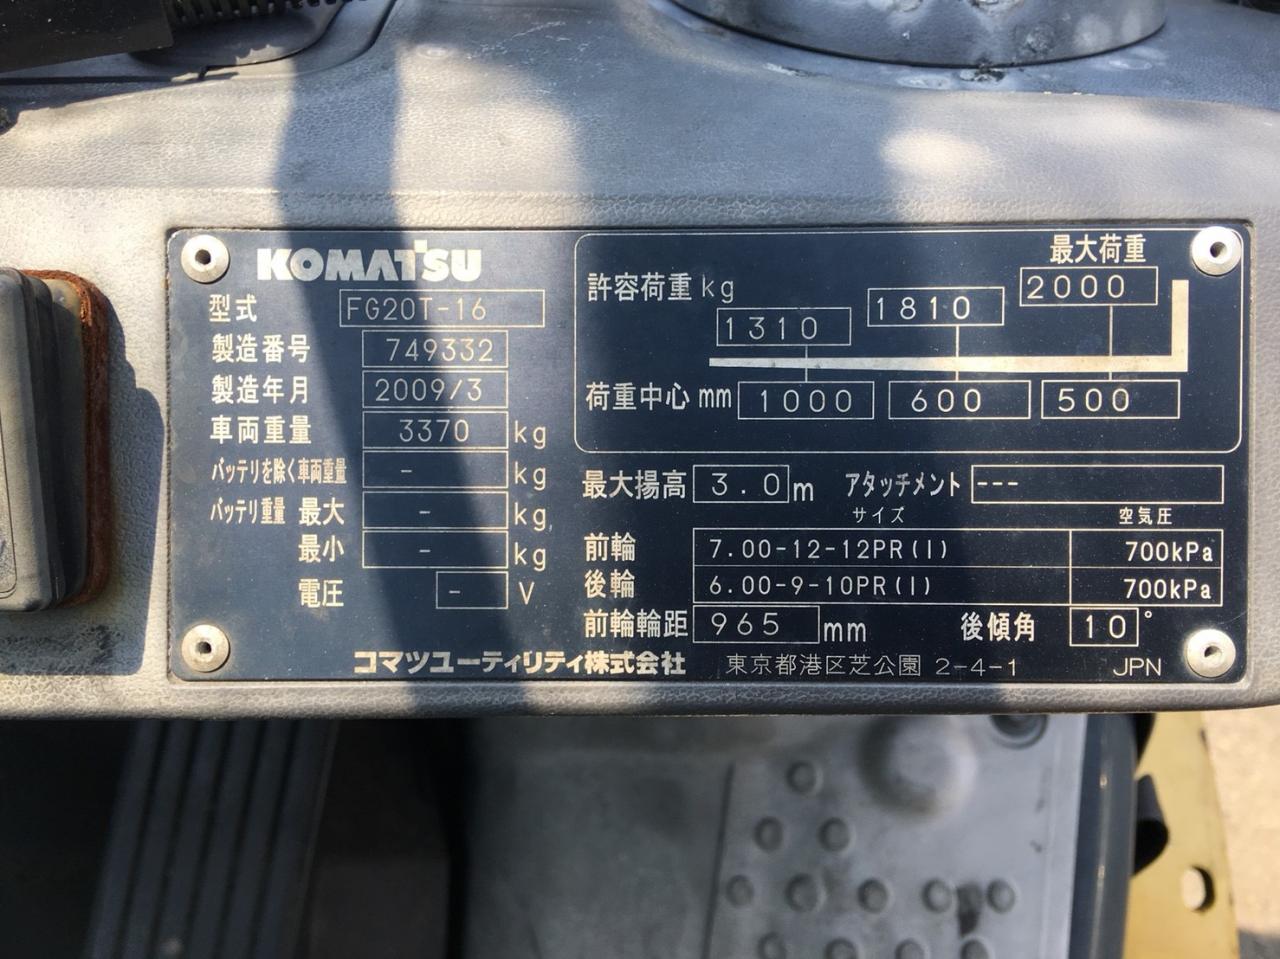 KOMATSU
型式 FG20T-16
製造番号 749332
製造年月 2009/3
車両重量 3370 kg
バッテリを除く車両重量 - kg
バッテリ重量 最大 - kg
最小 - kg
電圧 - V
最大荷重
許容荷重 kg 1310 1810 2000
荷重中心 mm 1000 600 500
最大揚高 3.0 m アタッチメント ---
サイズ 空気圧
前輪 7.00-12-12PR(I) 700kPa
後輪 6.00-9-10PR(I) 700kPa
前輪輪距 965 mm 後傾角 10°
コマツユーティリティ株式会社 東京都港区芝公園 2-4-1 JPN